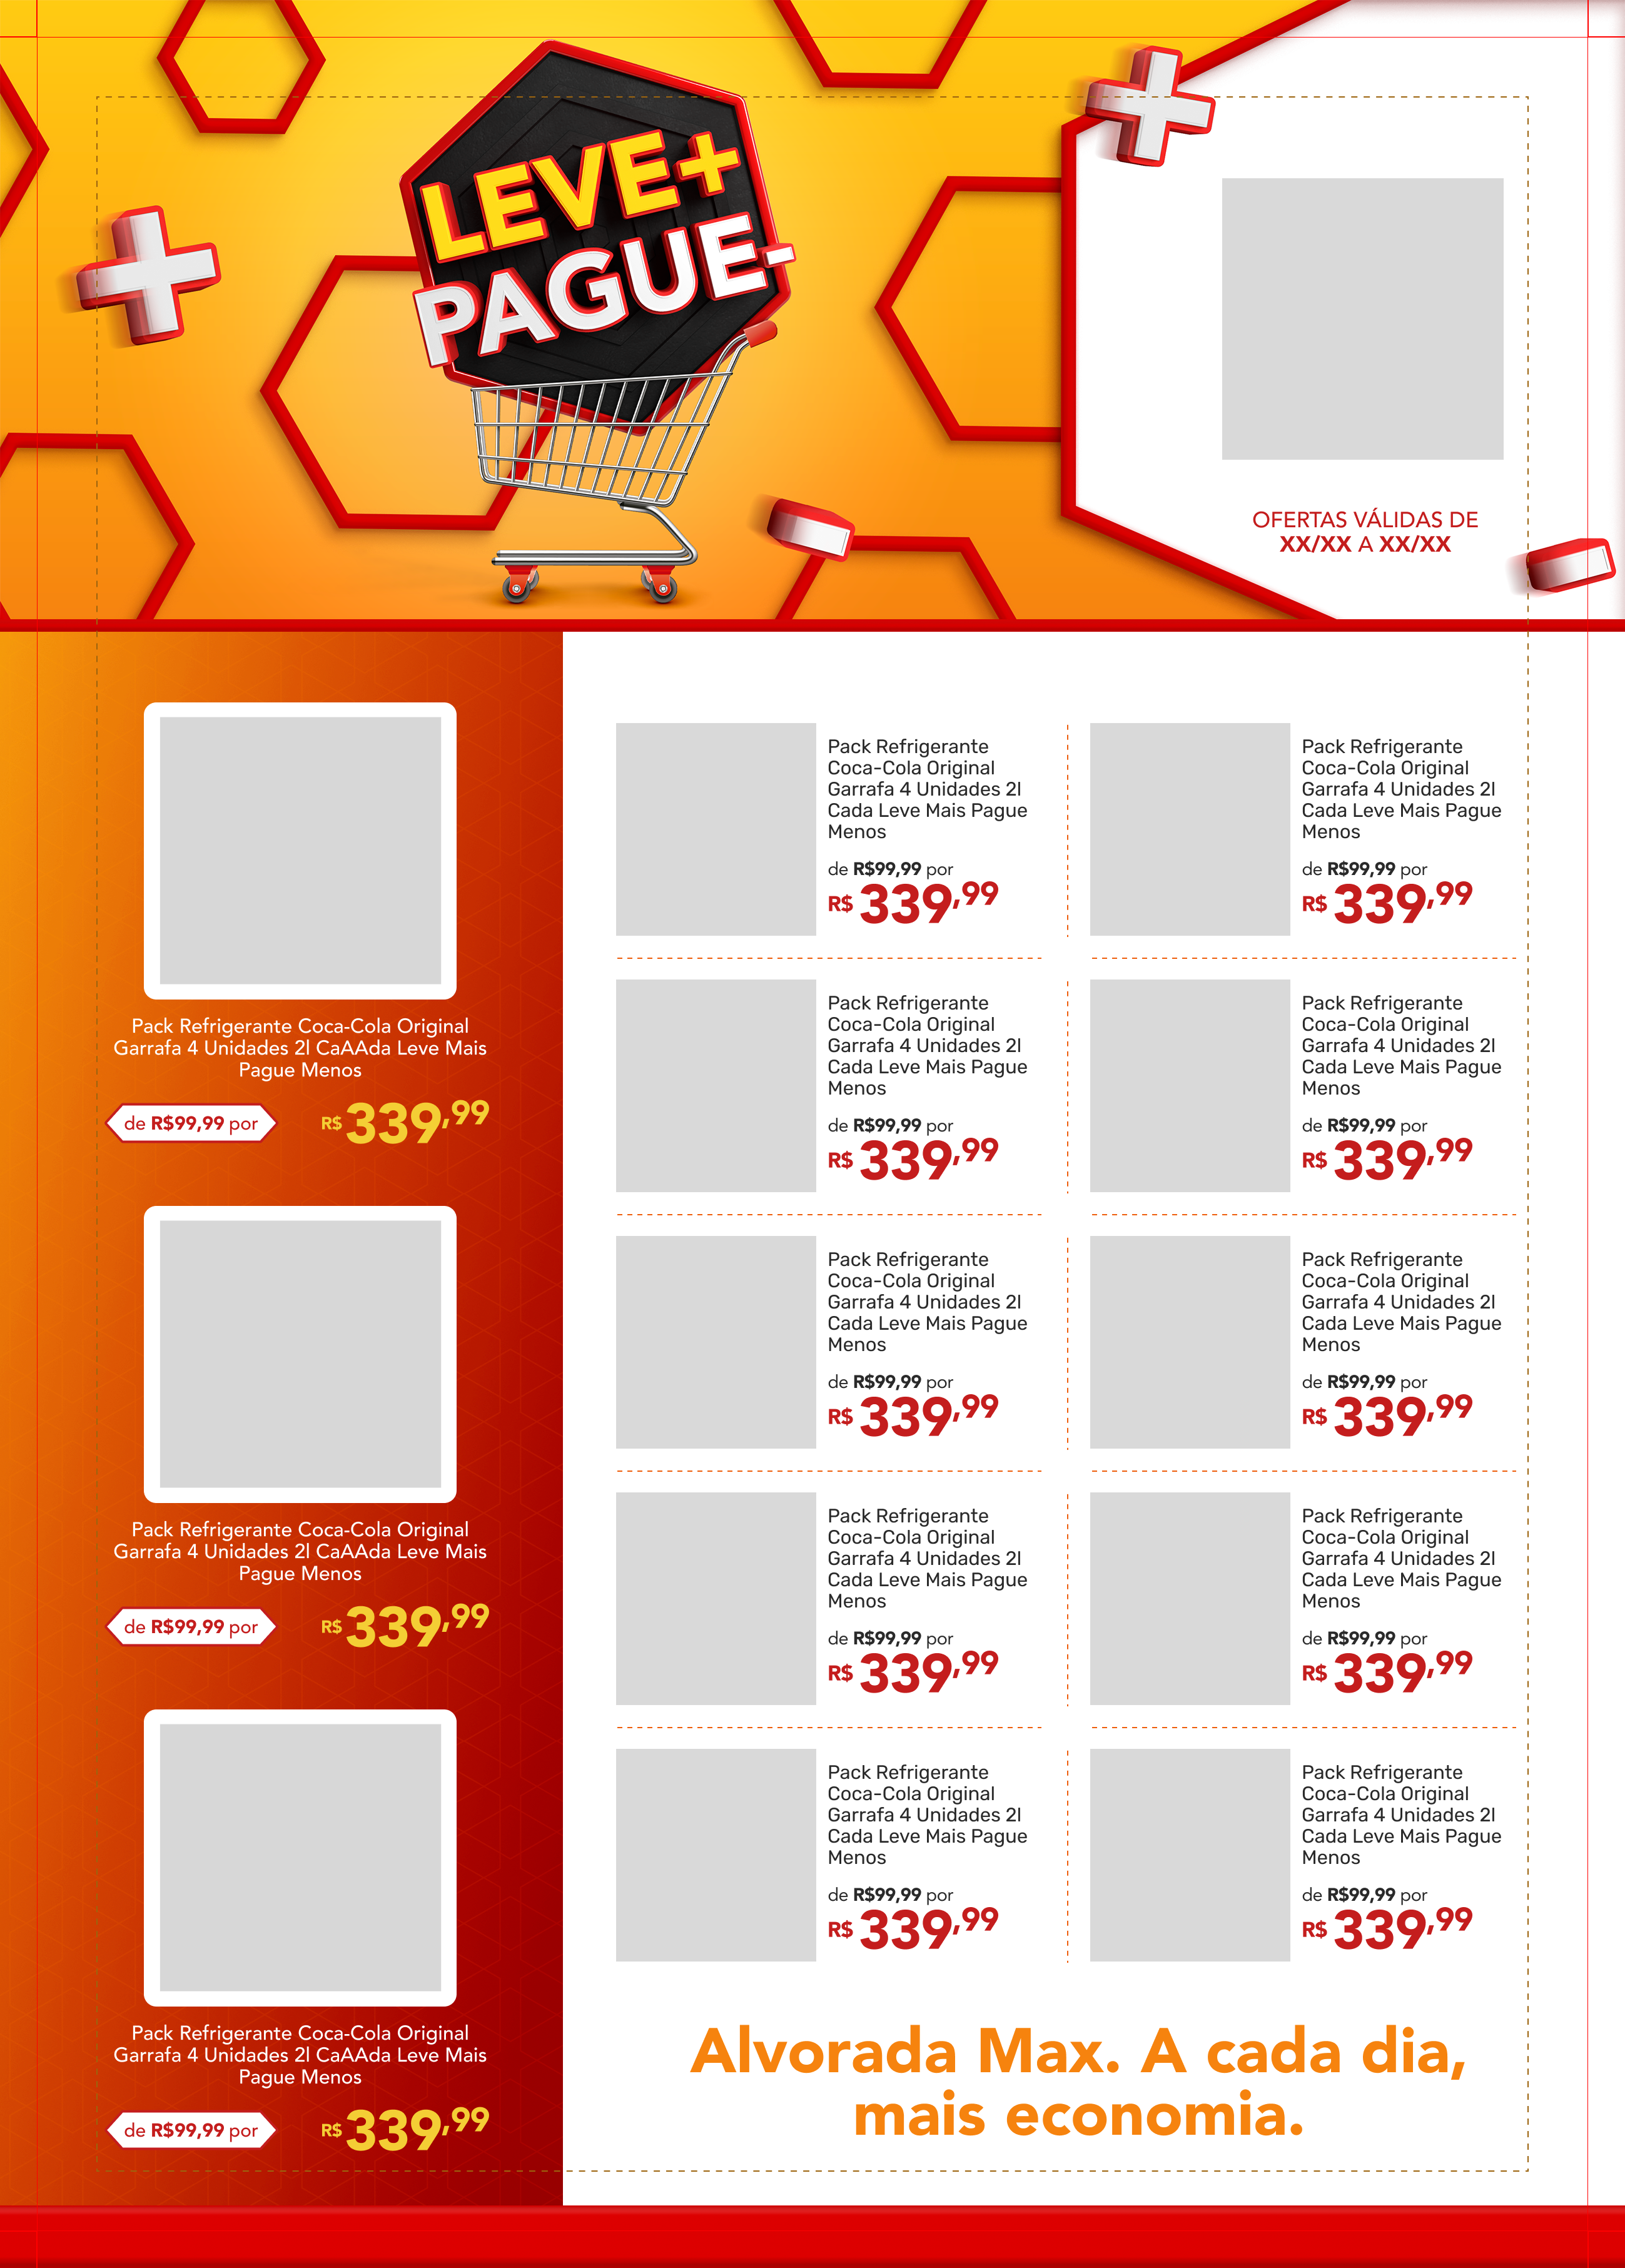 LEVE+
PAGUE-
OFERTAS VÁLIDAS DE
XX/XX A XX/XX
Pack Refrigerante Coca-Cola Original
Garrafa 4 Unidades 2l CaAAda Leve Mais
Pague Menos
de R$99,99 por
R$ 339,99
Pack Refrigerante Coca-Cola Original
Garrafa 4 Unidades 2l CaAAda Leve Mais
Pague Menos
de R$99,99 por
R$ 339,99
Pack Refrigerante Coca-Cola Original
Garrafa 4 Unidades 2l CaAAda Leve Mais
Pague Menos
de R$99,99 por
R$ 339,99
Pack Refrigerante
Coca-Cola Original
Garrafa 4 Unidades 2l
Cada Leve Mais Pague
Menos
de R$99,99 por
R$ 339,99
Pack Refrigerante
Coca-Cola Original
Garrafa 4 Unidades 2l
Cada Leve Mais Pague
Menos
de R$99,99 por
R$ 339,99
Pack Refrigerante
Coca-Cola Original
Garrafa 4 Unidades 2l
Cada Leve Mais Pague
Menos
de R$99,99 por
R$ 339,99
Pack Refrigerante
Coca-Cola Original
Garrafa 4 Unidades 2l
Cada Leve Mais Pague
Menos
de R$99,99 por
R$ 339,99
Pack Refrigerante
Coca-Cola Original
Garrafa 4 Unidades 2l
Cada Leve Mais Pague
Menos
de R$99,99 por
R$ 339,99
Pack Refrigerante
Coca-Cola Original
Garrafa 4 Unidades 2l
Cada Leve Mais Pague
Menos
de R$99,99 por
R$ 339,99
Pack Refrigerante
Coca-Cola Original
Garrafa 4 Unidades 2l
Cada Leve Mais Pague
Menos
de R$99,99 por
R$ 339,99
Pack Refrigerante
Coca-Cola Original
Garrafa 4 Unidades 2l
Cada Leve Mais Pague
Menos
de R$99,99 por
R$ 339,99
Pack Refrigerante
Coca-Cola Original
Garrafa 4 Unidades 2l
Cada Leve Mais Pague
Menos
de R$99,99 por
R$ 339,99
Pack Refrigerante
Coca-Cola Original
Garrafa 4 Unidades 2l
Cada Leve Mais Pague
Menos
de R$99,99 por
R$ 339,99
Alvorada Max. A cada dia,
mais economia.